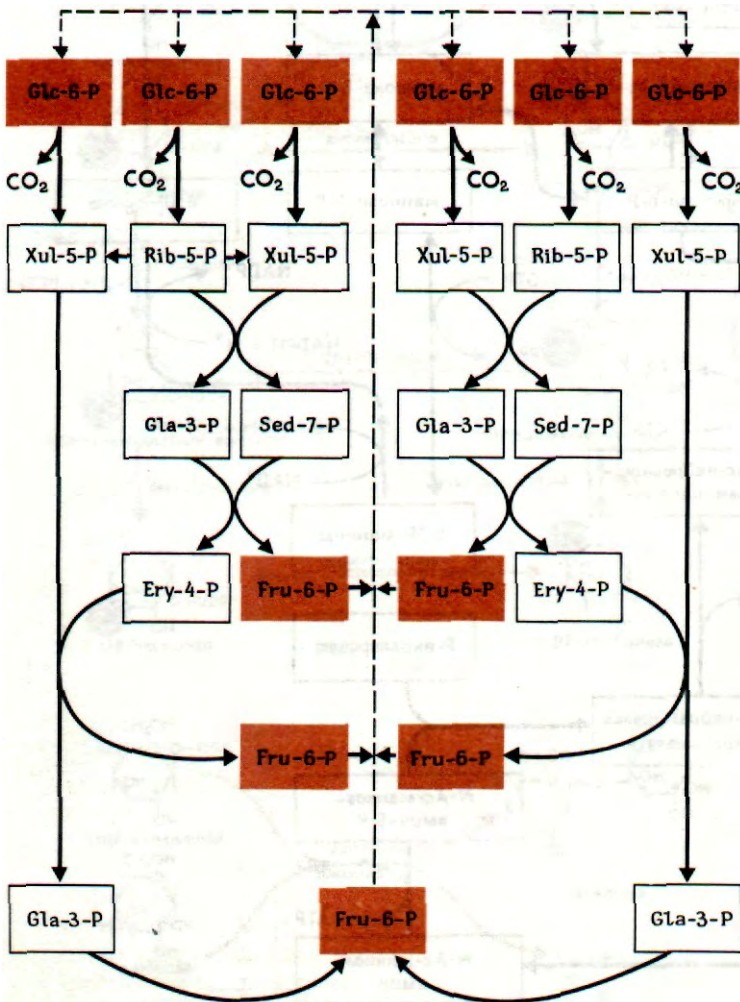 Glc-6-P Glc-6-P Glc-6-P Glc-6-P Glc-6-P Glc-6-P
CO₂ CO₂ CO₂ CO₂ CO₂ CO₂
Xul-5-P Rib-5-P Xul-5-P Xul-5-P Rib-5-P Xul-5-P
Gla-3-P Sed-7-P Gla-3-P Sed-7-P
Ery-4-P Fru-6-P Fru-6-P Ery-4-P
Fru-6-P Fru-6-P
Gla-3-P Fru-6-P Gla-3-P